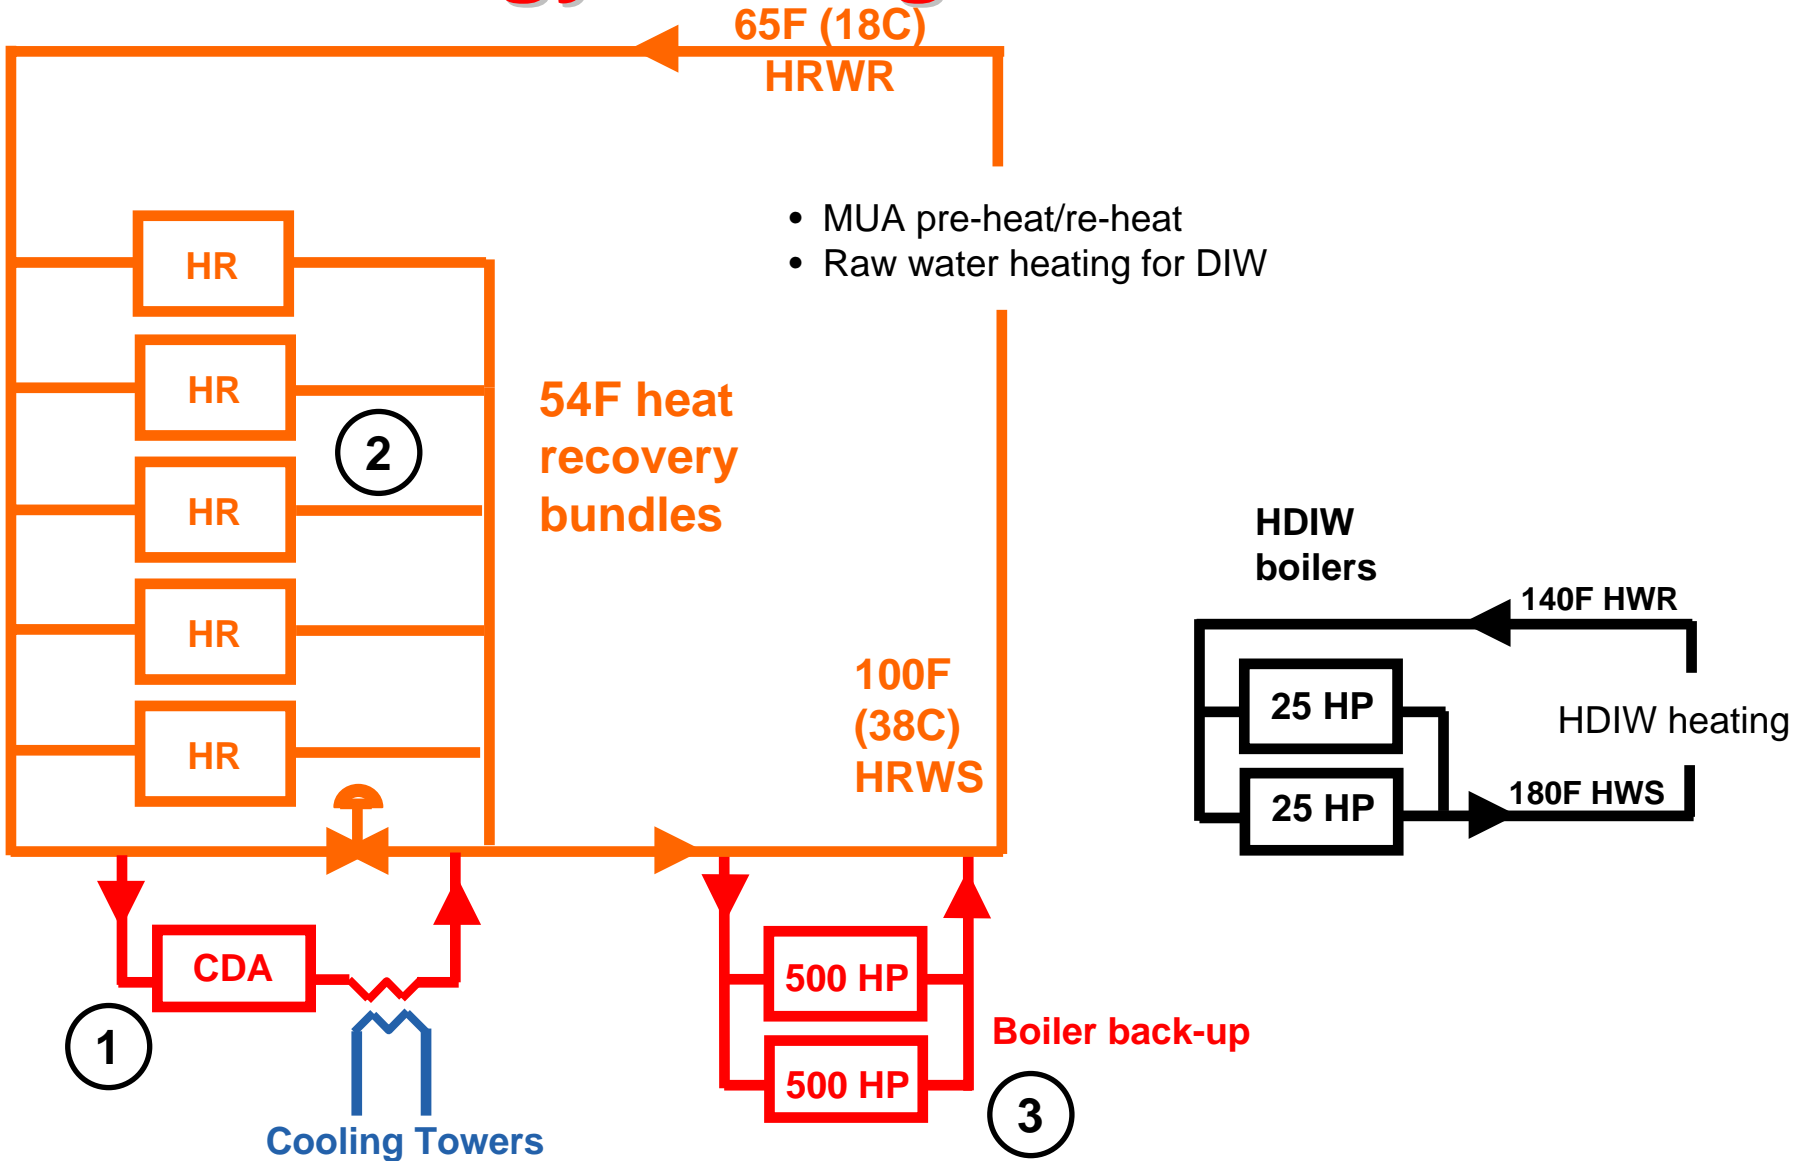 65F (18C)
HRWR
• MUA pre-heat/re-heat
• Raw water heating for DIW
HR
HR
HR
HR
HR
2
54F heat
recovery
bundles
100F
(38C)
HRWS
HDIW
boilers
140F HWR
25 HP
25 HP
HDIW heating
180F HWS
CDA
1
Cooling Towers
500 HP
500 HP
Boiler back-up
3